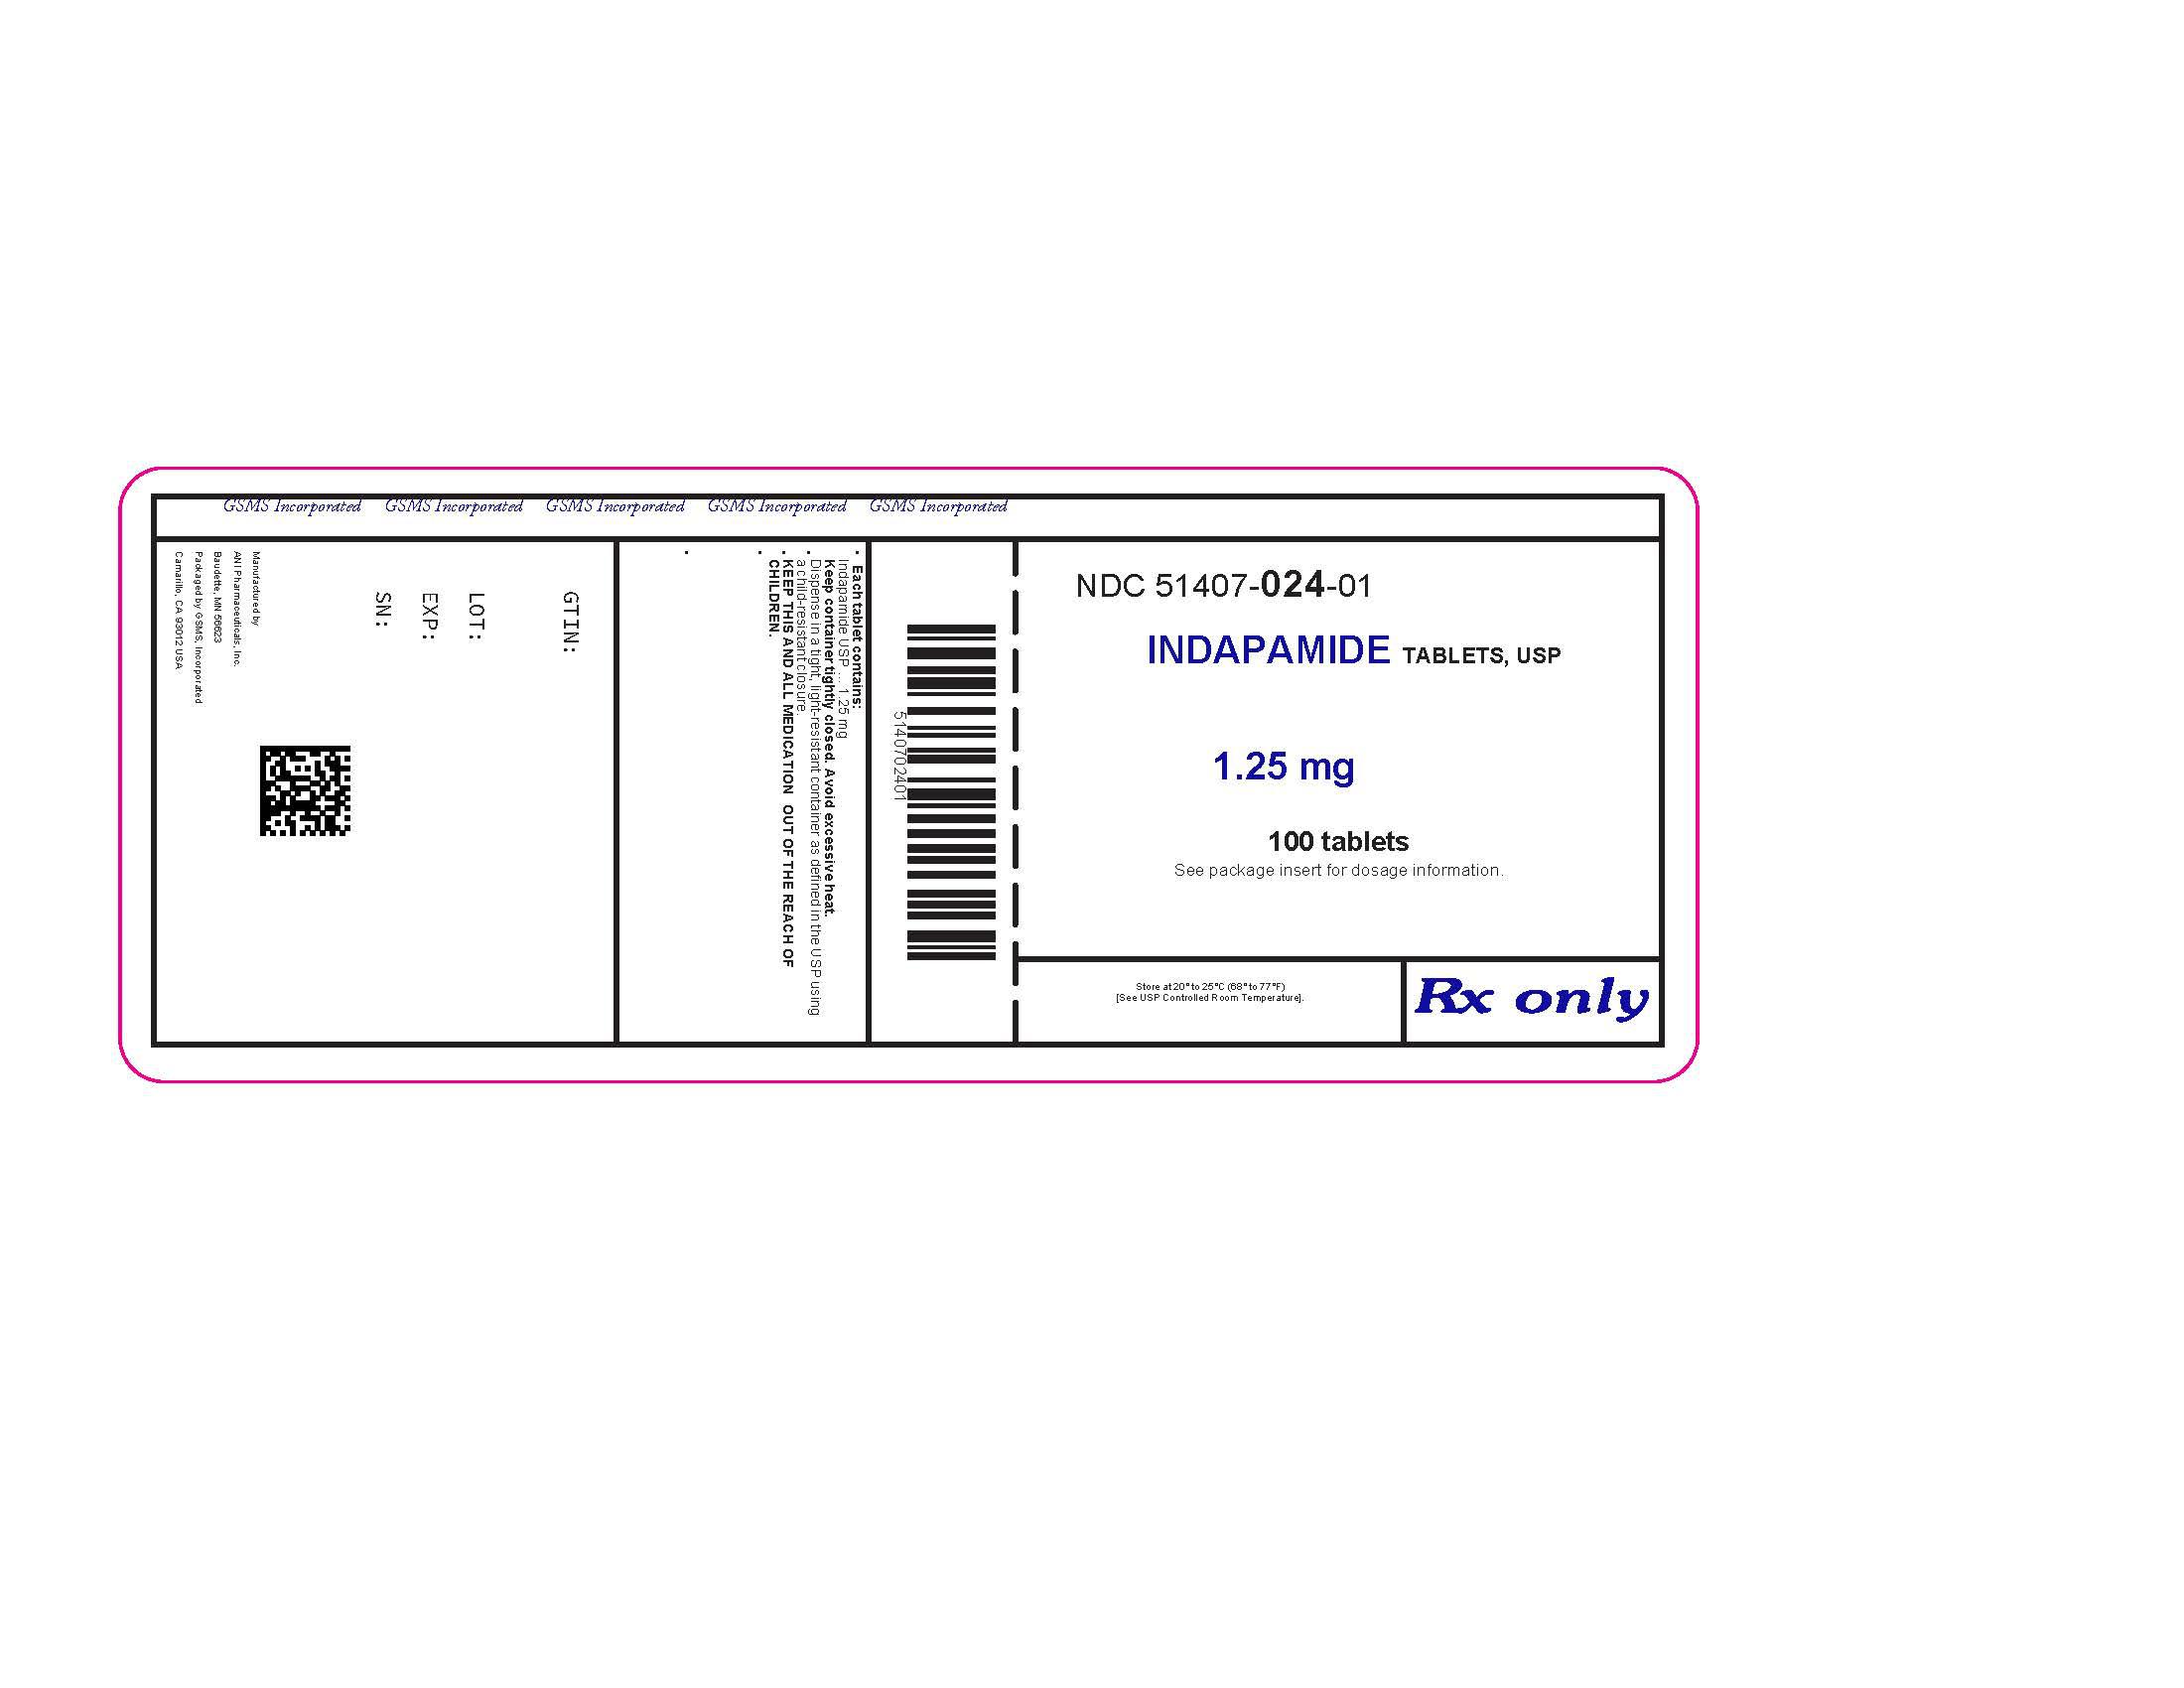 GSMS Incorporated GSMS Incorporated GSMS Incorporated GSMS Incorporated GSMS Incorporated
NDC 51407-024-01
INDAPAMIDE TABLETS, USP
1.25 mg
100 tablets
See package insert for dosage information.
Store at 20° to 25°C (68° to 77°F)
[See USP Controlled Room Temperature].
Rx only
5140702401
• Each tablet contains:
Indapamide USP ... 1.25 mg
Keep container tightly closed. Avoid excessive heat.
• Dispense in a tight, light-resistant container as defined in the USP using
a child-resistant closure.
• KEEP THIS AND ALL MEDICATION OUT OF THE REACH OF
CHILDREN.
•
•
GTIN:
LOT:
EXP:
SN:
Manufactured by
ANI Pharmaceuticals, Inc.
Baudette, MN 56623
Packaged by GSMS, Incorporated
Camarillo, CA 93012 USA